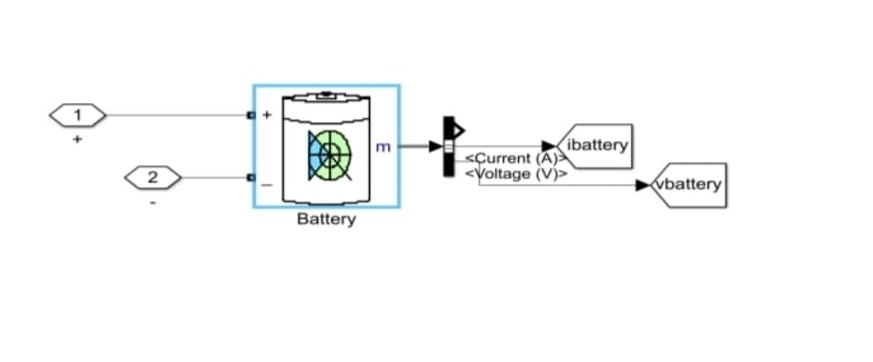 1
+
2
-
+
−
m
Battery
<Current (A)>
<Voltage (V)>
ibattery
vbattery